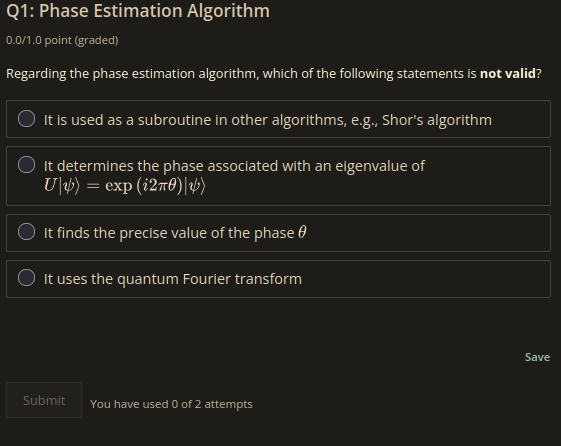 Q1: Phase Estimation Algorithm
0.0/1.0 point (graded)
Regarding the phase estimation algorithm, which of the following statements is not valid?
It is used as a subroutine in other algorithms, e.g., Shor's algorithm
It determines the phase associated with an eigenvalue of
U|ψ⟩ = exp (i2πθ)|ψ⟩
It finds the precise value of the phase θ
It uses the quantum Fourier transform
Save
Submit
You have used 0 of 2 attempts